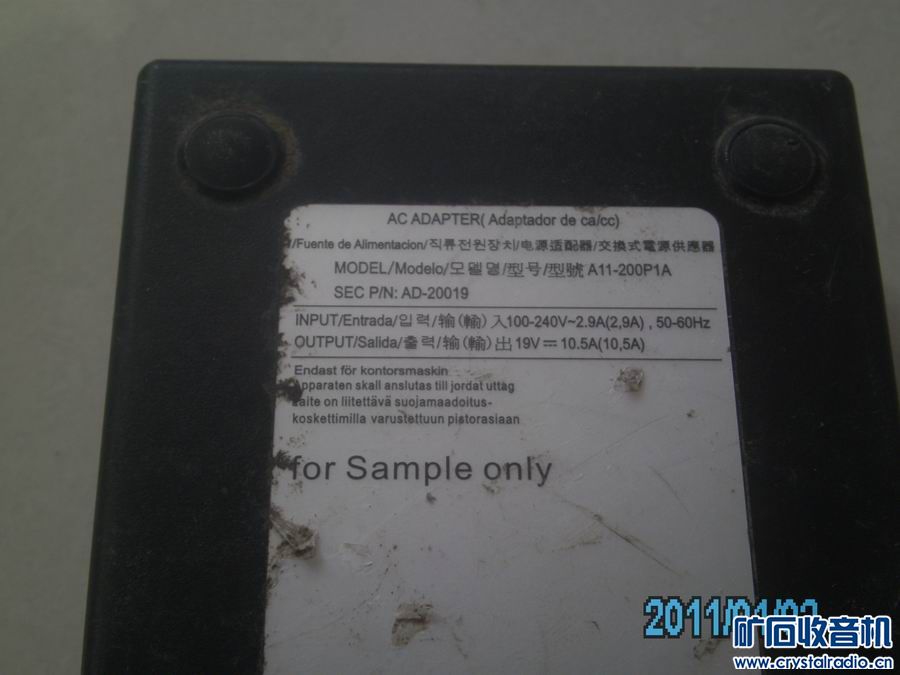 AC ADAPTER( Adaptador de ca/cc)
/Fuente de Alimentacion/직류전원장치/电源适配器/交換式電源供應器
MODEL/Modelo/모델명/型号/型號 A11-200P1A
SEC P/N: AD-20019
INPUT/Entrada/입력/输(輸)入100-240V~2.9A(2,9A) , 50-60Hz
OUTPUT/Salida/출력/输(輸)出 19V⎓10.5A(10,5A)
Endast för kontorsmaskin
Apparaten skall anslutas till jordat uttag
Laite on liitettävä suojamaadoitus-
koskettimilla varustettuun pistorasiaan
for Sample only
矿石收音机
www.crystalradio.cn